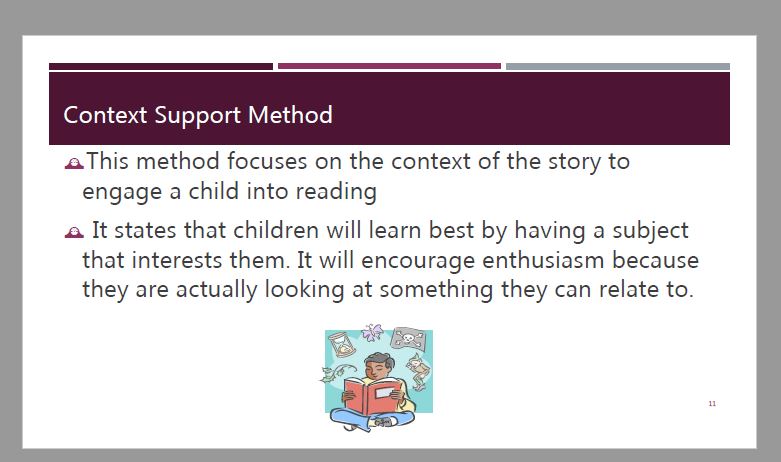 Context Support Method
This method focuses on the context of the story to
engage a child into reading
It states that children will learn best by having a subject
that interests them. It will encourage enthusiasm because
they are actually looking at something they can relate to.
11